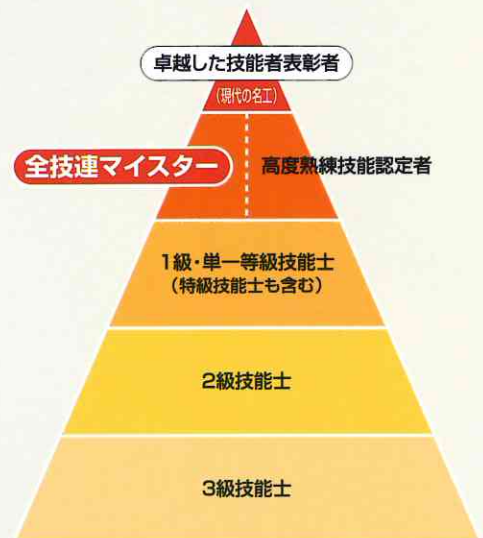 卓越した技能者表彰者
(現代の名工)
全技連マイスター
高度熟練技能認定者
1級・単一等級技能士
(特級技能士も含む)
2級技能士
3級技能士